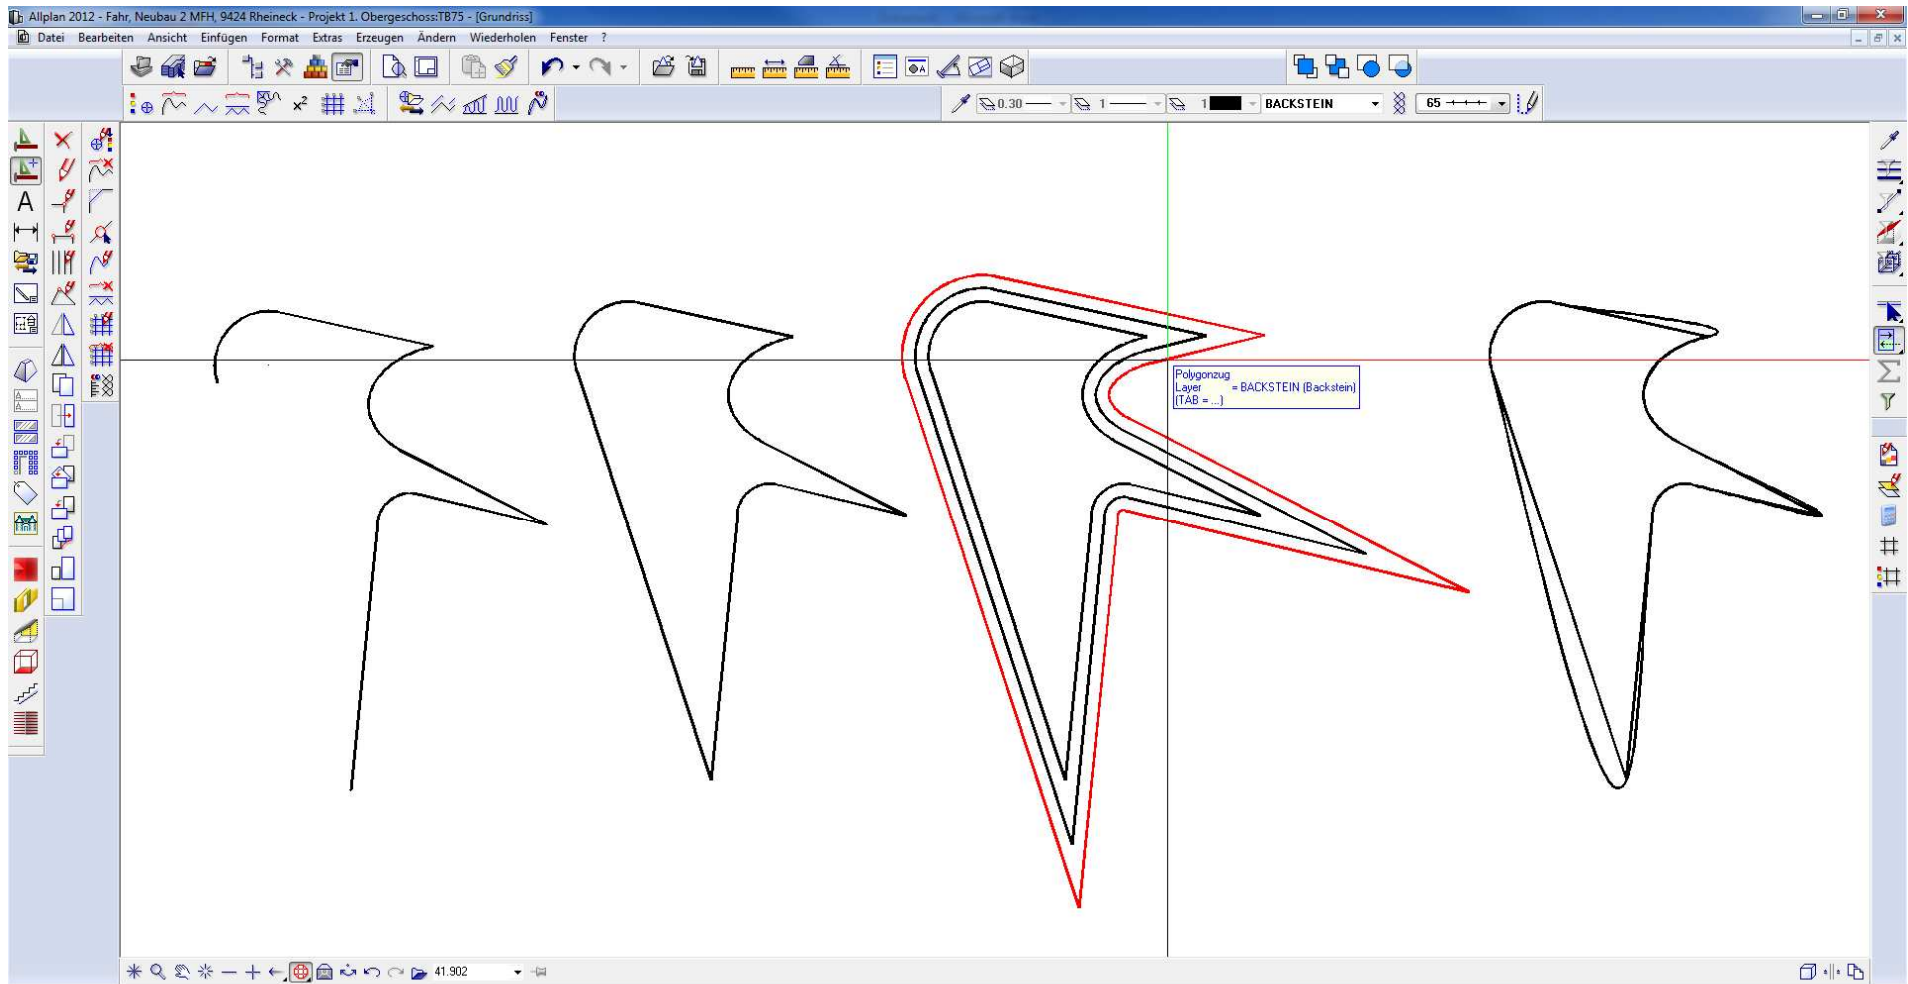 Allplan 2012 - Fahr, Neubau 2 MFH, 9424 Rheineck - Projekt 1. Obergeschoss:TB75 - [Grundriss]
Datei Bearbeiten Ansicht Einfügen Format Extras Erzeugen Ändern Wiederholen Fenster ?
0.30 1 1 BACKSTEIN 65
A
Polygonzug
Layer = BACKSTEIN (Backstein)
(TAB = ...)
41.902